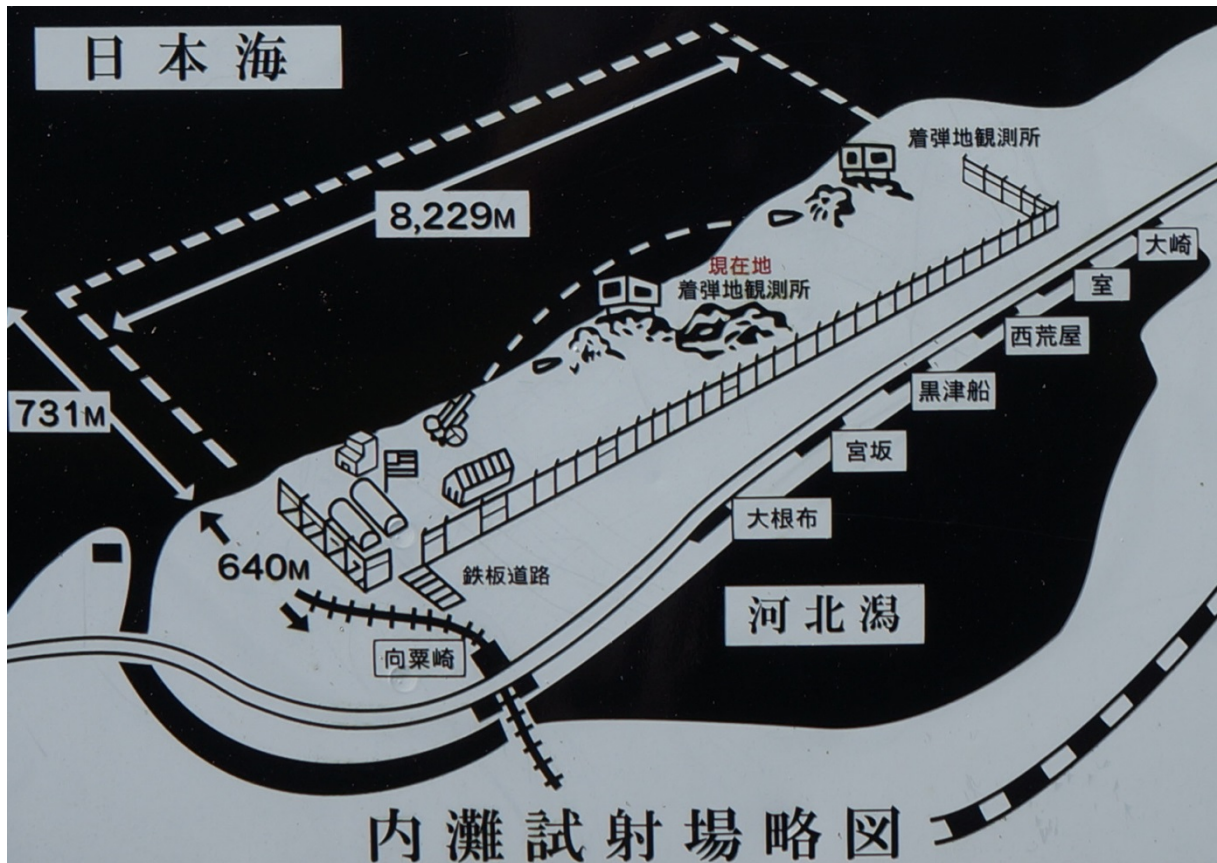 日本海
着弾地観測所
8,229M
大崎
現在地
着弾地観測所
室
西荒屋
黒津船
731M
宮坂
大根布
640M
鉄板道路
河北潟
向粟崎
内灘試射場略図